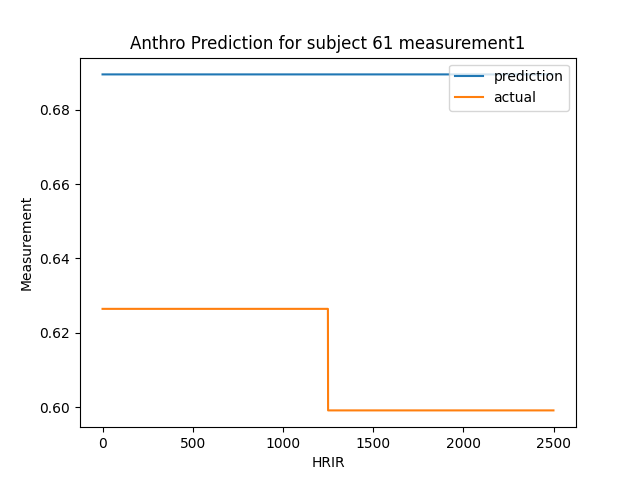 Anthro Prediction for subject 61 measurement1
prediction
actual
Measurement
0.68
0.66
0.64
0.62
0.60
0 500 1000 1500 2000 2500
HRIR